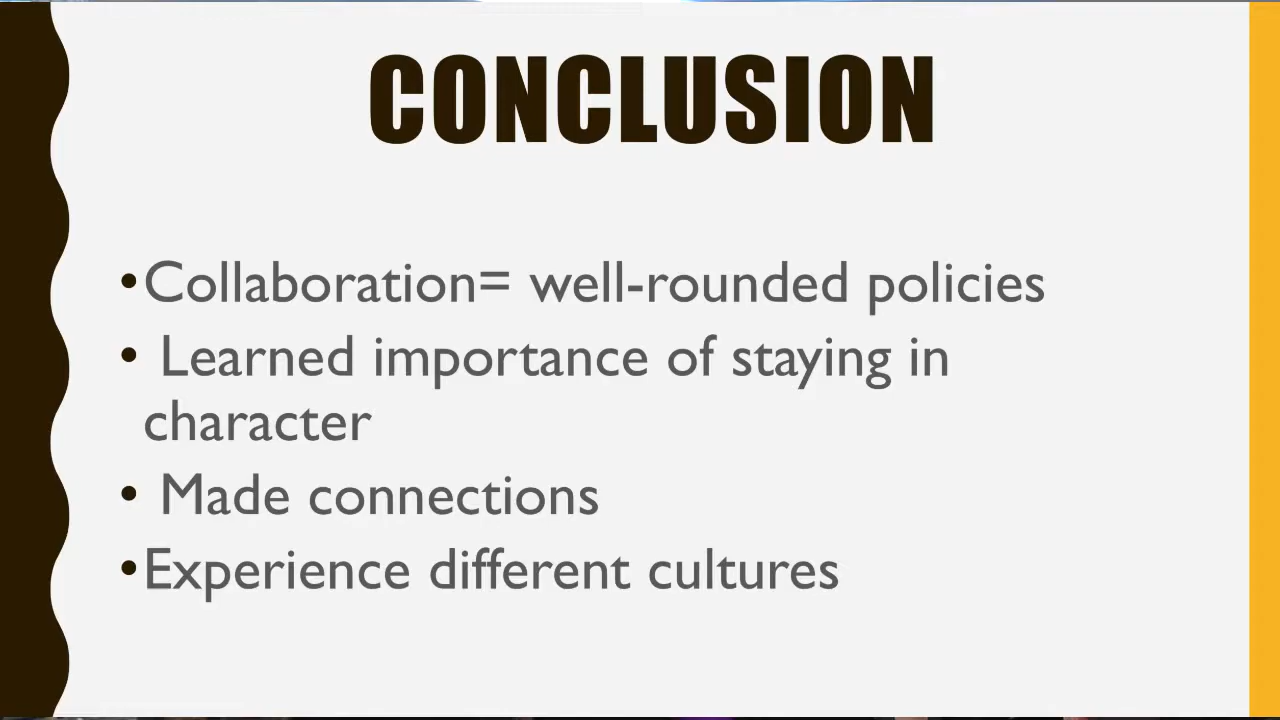 CONCLUSION
•Collaboration= well-rounded policies
• Learned importance of staying in
character
• Made connections
•Experience different cultures